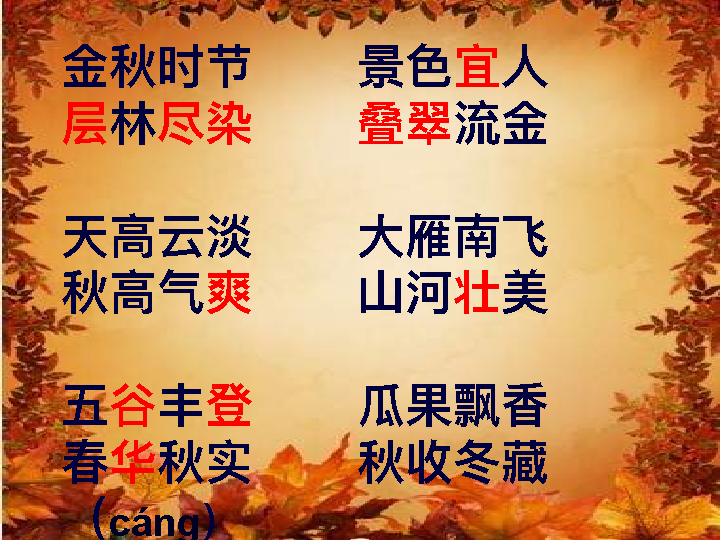 金秋时节 景色宜人
层林尽染 叠翠流金
天高云淡 大雁南飞
秋高气爽 山河壮美
五谷丰登 瓜果飘香
春华秋实 秋收冬藏
（cáng）